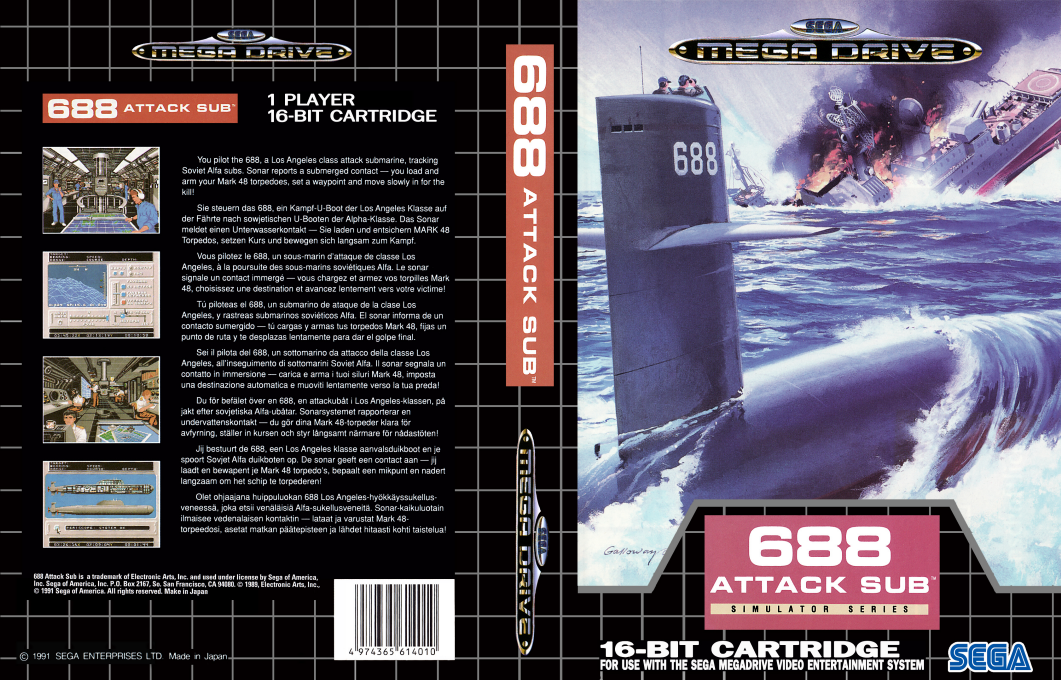 SEGA
MEGA DRIVE
688 ATTACK SUB™
1 PLAYER
16-BIT CARTRIDGE
You pilot the 688, a Los Angeles class attack submarine, tracking
Soviet Alfa subs. Sonar reports a submerged contact — you load and
arm your Mark 48 torpedoes, set a waypoint and move slowly in for the
kill!
Sie steuern das 688, ein Kampf-U-Boot der Los Angeles Klasse auf
der Fährte nach sowjetischen U-Booten der Alpha-Klasse. Das Sonar
meldet einen Unterwasserkontakt — Sie laden und entsichern MARK 48
Torpedos, setzen Kurs und bewegen sich langsam zum Kampf.
Vous pilotez le 688, un sous-marin d'attaque de classe Los
Angeles, à la poursuite des sous-marins soviétiques Alfa. Le sonar
signale un contact immergé — vous chargez et armez vos torpilles Mark
48, choisissez une destination et avancez lentement vers votre victime!
Tú piloteas el 688, un submarino de ataque de la clase Los
Angeles, y rastreas submarinos soviéticos Alfa. El sonar informa de un
contacto sumergido — tú cargas y armas tus torpedos Mark 48, fijas un
punto de ruta y te desplazas lentamente para dar el golpe final.
Sei il pilota del 688, un sottomarino da attacco della classe Los
Angeles, all'inseguimento di sottomarini Soviet Alfa. Il sonar segnala un
contatto in immersione — carica e arma i tuoi siluri Mark 48, imposta
una destinazione automatica e muoviti lentamente verso la tua preda!
Du för befälet över en 688, en attackubåt i Los Angeles-klassen, på
jakt efter sovjetiska Alfa-ubåtar. Sonarsystemet rapporterar en
undervattenskontakt — du gör dina Mark 48-torpeder klara för
avfyrning, ställer in kursen och styr långsamt närmare för nådastöten!
Jij bestuurt de 688, een Los Angeles klasse aanvalsduikboot en je
spoort Sovjet Alfa duikboten op. De sonar geeft een contact aan — jij
laadt en bewapent je Mark 48 torpedo's, bepaalt een mikpunt en nadert
langzaam om het schip te torpederen!
Olet ohjaajana huippuluokan 688 Los Angeles-hyökkäyssukellus-
veneessä, joka etsii venäläisiä Alfa-sukellusveneitä. Sonar-kaikuluotain
ilmaisee vedenalaisen kontaktin — lataat ja varustat Mark 48-
torpeedosi, asetat matkan päätepisteen ja lähdet hitaasti kohti taistelua!
688 Attack Sub is a trademark of Electronic Arts, Inc. and used under license by Sega of America,
Inc. Sega of America, Inc. P.O. Box 2167, So. San Francisco, CA 94080. © 1989, Electronic Arts, Inc.,
© 1991 Sega of America. All rights reserved. Make in Japan
4 974365 614010
© 1991 SEGA ENTERPRISES LTD. Made in Japan
688 ATTACK SUB™
SEGA
MEGA DRIVE
SEGA
MEGA DRIVE
688
Galloway
688
ATTACK SUB™
SIMULATOR SERIES
16-BIT CARTRIDGE
FOR USE WITH THE SEGA MEGADRIVE VIDEO ENTERTAINMENT SYSTEM
SEGA